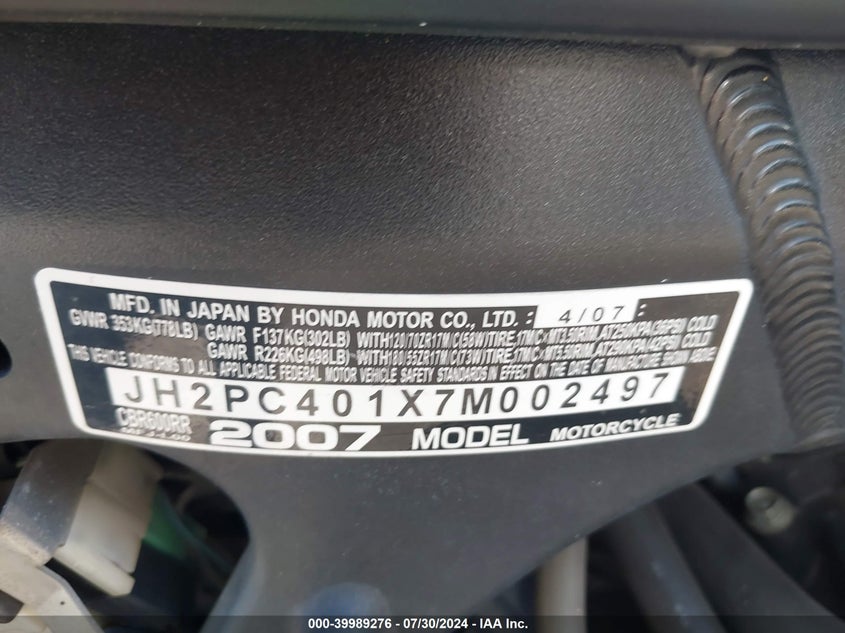 MFD. IN JAPAN BY HONDA MOTOR CO., LTD. : 4/07 :
GVWR 353KG(778LB) GAWR F137KG(302LB) WITH120/70ZR17M/C(58W)TIRE,17M/C×MT3.50RIM,AT250KPA(36PSI) COLD
GAWR R226KG(498LB) WITH180/55ZR17M/C(73W)TIRE,17M/C×MT5.50RIM,AT290KPA(42PSI) COLD
THIS VEHICLE CONFORMS TO ALL APPLICABLE FEDERAL MOTOR VEHICLE SAFETY STANDARDS IN EFFECT ON THE DATE OF MANUFACTURE SHOWN ABOVE
JH2PC401X7M002497
CBR600RR 2007 MODEL MOTORCYCLE
000-39989276 - 07/30/2024 - IAA Inc.